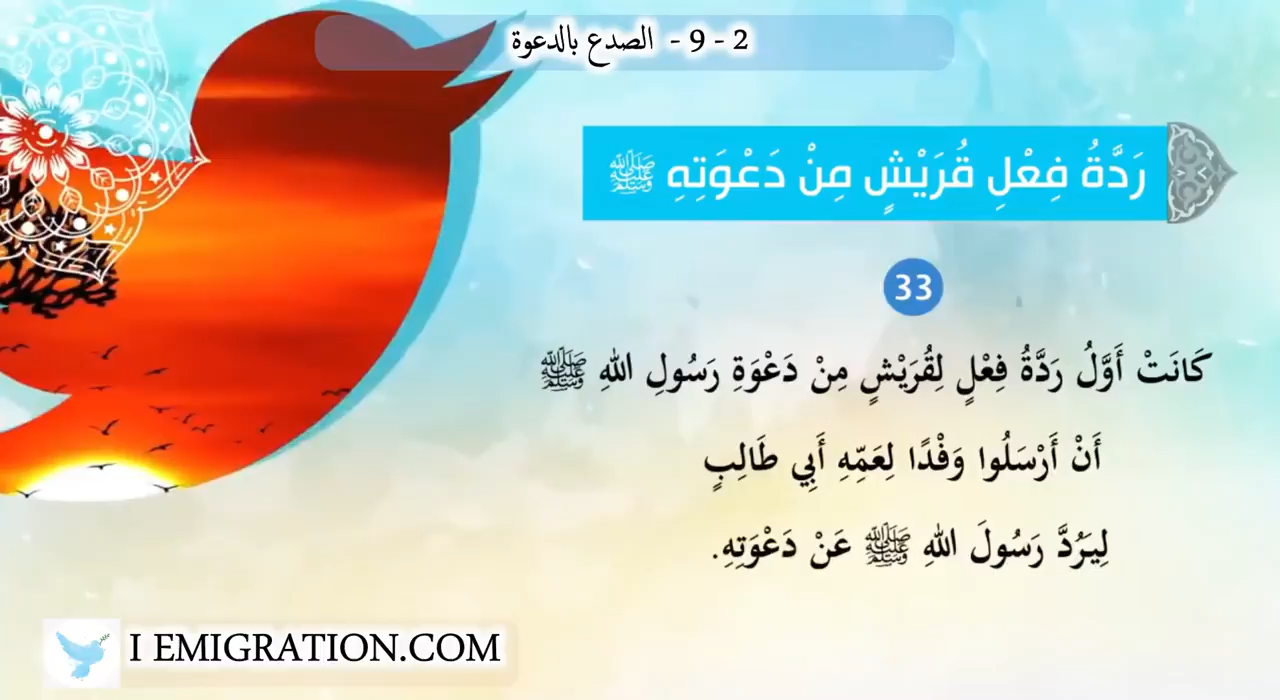 2 - 9 - الصدع بالدعوة
رَدَّةُ فِعْلِ قُرَيْشٍ مِنْ دَعْوَتِهِ ﷺ
33
كَانَتْ أَوَّلُ رَدَّةُ فِعْلٍ لِقُرَيْشٍ مِنْ دَعْوَةِ رَسُولِ اللهِ ﷺ
أَنْ أَرْسَلُوا وَفْدًا لِعَمِّهِ أَبِي طَالِبٍ
لِيَرُدَّ رَسُولَ اللهِ ﷺ عَنْ دَعْوَتِهِ.
I EMIGRATION.COM